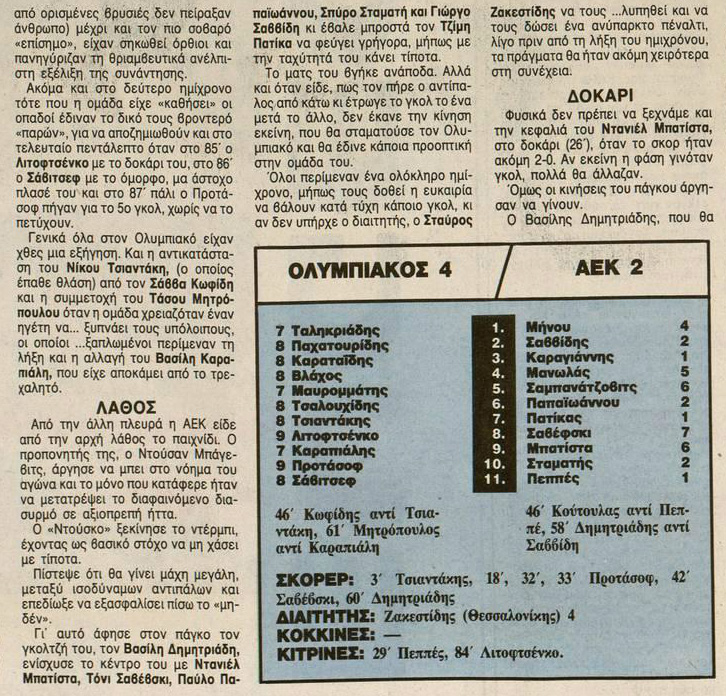 από ορισμένες βρυσιές δεν πείραξαν
άνθρωπο) μέχρι και τον πιο σοβαρό
«επίσημο», είχαν σηκωθεί όρθιοι και
πανηγύριζαν τη θριαμβευτικά ανέλπι-
στη εξέλιξη της συνάντησης.
Ακόμα και στο δεύτερο ημίχρονο
τότε που η ομάδα είχε «καθήσει» οι
οπαδοί έδιναν το δικό τους βροντερό
«παρών», για να αποζημιωθούν και στο
τελευταίο πεντάλεπτο όταν στο 85΄ ο
Λιτοφτσένκο με το δοκάρι του, στο 86΄
ο Σάβιτσεφ με το όμορφο, μα άστοχο
πλασέ του και στο 87΄ πάλι ο Προτά-
σοφ πήγαν για το 5ο γκολ, χωρίς να το
πετύχουν.
Γενικά όλα στον Ολυμπιακό είχαν
χθες μια εξήγηση. Και η αντικατάστα-
ση του Νίκου Τσιαντάκη, (ο οποίος
έπαθε θλάση) από τον Σάββα Κωφίδη
και η συμμετοχή του Τάσου Μητρό-
πουλου όταν η ομάδα χρειαζόταν έναν
ηγέτη να... ξυπνάει τους υπόλοιπους,
οι οποίοι ...ξαπλωμένοι περίμεναν τη
λήξη και η αλλαγή του Βασίλη Καρα-
πιάλη, που είχε αποκάμει από το τρε-
χαλητό.
ΛΑΘΟΣ
Από την άλλη πλευρά η ΑΕΚ είδε
από την αρχή λάθος το παιχνίδι. Ο
προπονητής της, ο Ντούσαν Μπάγε-
βιτς, άργησε να μπει στο νόημα του
αγώνα και το μόνο που κατάφερε ήταν
να μετατρέψει το διαφαινόμενο δια-
συρμό σε αξιοπρεπή ήττα.
Ο «Ντούσκο» ξεκίνησε το ντέρμπι,
έχοντας ως βασικό στόχο να μη χάσει
με τίποτα.
Πίστεψε ότι θα γίνει μάχη μεγάλη,
μεταξύ ισοδύναμων αντιπάλων και
επεδίωξε να εξασφαλίσει πίσω το «μη-
δέν».
Γι΄ αυτό άφησε στον πάγκο τον
γκολτζή του, τον Βασίλη Δημητριάδη,
ενίσχυσε το κέντρο του με Ντανιέλ
Μπατίστα, Τόνι Σαβέβσκι, Παύλο Πα-
παϊωάννου, Σπύρο Σταματή και Γιώργο
Σαββίδη κι έβαλε μπροστά τον Τζίμη
Πατίκα να φεύγει γρήγορα, μήπως με
την ταχύτητά του κάνει τίποτα.
Το ματς του βγήκε ανάποδα. Αλλά
και όταν είδε, πως τον πήρε ο αντίπα-
λος από κάτω κι έτρωγε το γκολ το ένα
μετά το άλλο, δεν έκανε την κίνηση
εκείνη, που θα σταματούσε τον Ολυ-
μπιακό και θα έδινε κάποια προοπτική
στην ομάδα του.
Όλοι περίμεναν ένα ολόκληρο ημί-
χρονο, μήπως τους δοθεί η ευκαιρία
να βάλουν κατά τύχη κάποιο γκολ, κι
αν δεν υπήρχε ο διαιτητής, ο Σταύρος
Ζακεστίδης να τους ...λυπηθεί και να
τους δώσει ένα ανύπαρκτο πέναλτι,
λίγο πριν από τη λήξη του ημιχρόνου,
τα πράγματα θα ήταν ακόμη χειρότερα
στη συνέχεια.
ΔΟΚΑΡΙ
Φυσικά δεν πρέπει να ξεχνάμε και
την κεφαλιά του Ντανιέλ Μπατίστα,
στο δοκάρι (26΄), όταν το σκορ ήταν
ακόμη 2-0. Αν εκείνη η φάση γινόταν
γκολ, πολλά θα άλλαζαν.
Όμως οι κινήσεις του πάγκου άργη-
σαν να γίνουν.
Ο Βασίλης Δημητριάδης, που θα
ΟΛΥΜΠΙΑΚΟΣ 4 / ΑΕΚ 2
7 Ταληκριάδης 1. Μήνου 4
8 Παχατουρίδης 2. Σαββίδης 2
8 Καραταΐδης 3. Καραγιάννης 1
8 Βλάχος 4. Μανωλάς 5
7 Μαυρομμάτης 5. Σαμπανάτζοβιτς 6
8 Τσαλουχίδης 6. Παπαϊωάννου 2
8 Τσιαντάκης 7. Πατίκας 1
9 Λιτοφτσένκο 8. Σαβέφσκι 7
7 Καραπιάλης 9. Μπατίστα 6
9 Προτάσοφ 10. Σταματής 2
8 Σάβιτσεφ 11. Πεππές 1
46΄ Κωφίδης αντί Τσια-
ντάκη, 61΄ Μητρόπουλος
αντί Καραπιάλη
46΄ Κούτουλας αντί Πεπ-
πέ, 58΄ Δημητριάδης αντί
Σαββίδη
ΣΚΟΡΕΡ: 3΄ Τσιαντάκης, 18΄, 32΄, 33΄ Προτάσοφ, 42΄
Σαβέβσκι, 60΄ Δημητριάδης
ΔΙΑΙΤΗΤΗΣ: Ζακεστίδης (Θεσσαλονίκης) 4
ΚΟΚΚΙΝΕΣ: —
ΚΙΤΡΙΝΕΣ: 29΄ Πεππές, 84΄ Λιτοφτσένκο.